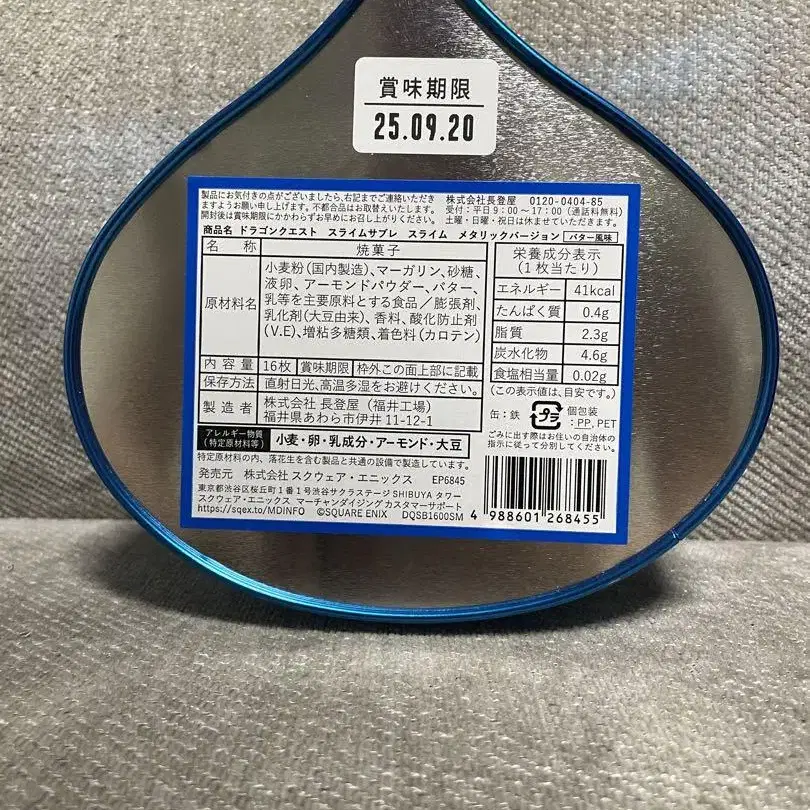 賞味期限
25.09.20
製品にお気付きの点がございましたら、右記までご連絡いただき
ますようお願い申し上げます。不都合品はお取替えいたします。
開封後は賞味期限にかかわらずお早めにお召し上がりください。
株式会社 長登屋 0120-0404-85
受付：平日9：00～17：00（通話料無料）
土曜・日曜・祝日は休ませていただきます。
商品名 ドラゴンクエスト スライムサブレ スライム メタリックバージョン バター風味
名称 焼菓子
原材料名
小麦粉(国内製造)、マーガリン、砂糖、
液卵、アーモンドパウダー、バター、
乳等を主要原料とする食品／膨張剤、
乳化剤(大豆由来)、香料、酸化防止剤
(V.E)、増粘多糖類、着色料(カロテン)
内容量 16枚 賞味期限 枠外この面上部に記載
保存方法 直射日光、高温多湿をお避けください。
製造者
株式会社 長登屋（福井工場）
福井県あわら市伊井11-12-1
アレルギー物質
(特定原材料等)
小麦・卵・乳成分・アーモンド・大豆
特定原材料の内、落花生を含む製品と共通の設備で製造しています。
発売元 株式会社 スクウェア・エニックス EP6845
東京都渋谷区桜丘町1番1号渋谷サクラステージSHIBUYAタワー
スクウェア・エニックス マーチャンダイジング カスタマーサポート
https://sqex.to/MDINFO ©SQUARE ENIX DQSB1600SM
栄養成分表示
(1枚当たり)
エネルギー 41kcal
たんぱく質 0.4g
脂質 2.3g
炭水化物 4.6g
食塩相当量 0.02g
(この表示値は、目安です。)
缶：鉄 プラ 個包装
：PP, PET
ごみに出す際はお住いの自治体の
指示に従って分別してください。
4 988601 268455